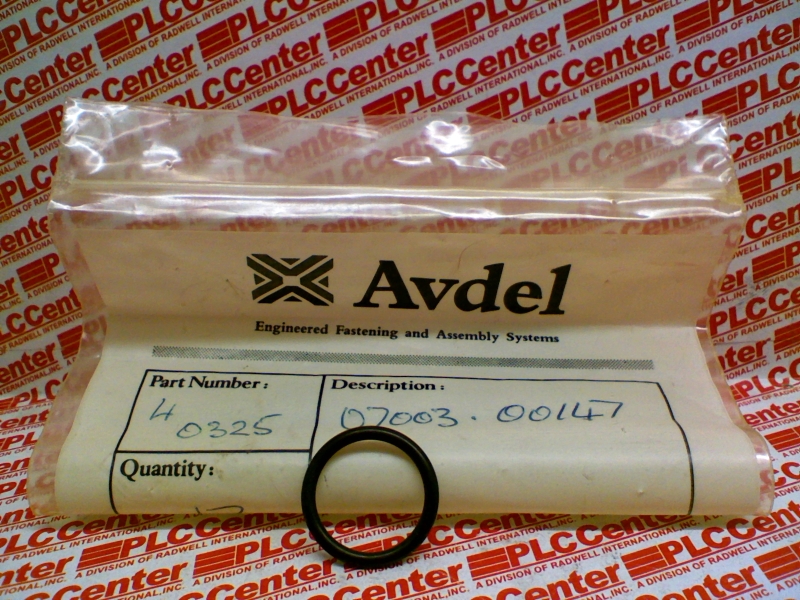 Avdel
Engineered Fastening and Assembly Systems
Part Number: Description:
4 0325 07003.00147
Quantity:
PLCCenter
A DIVISION OF RADWELL INTERNATIONAL, INC.